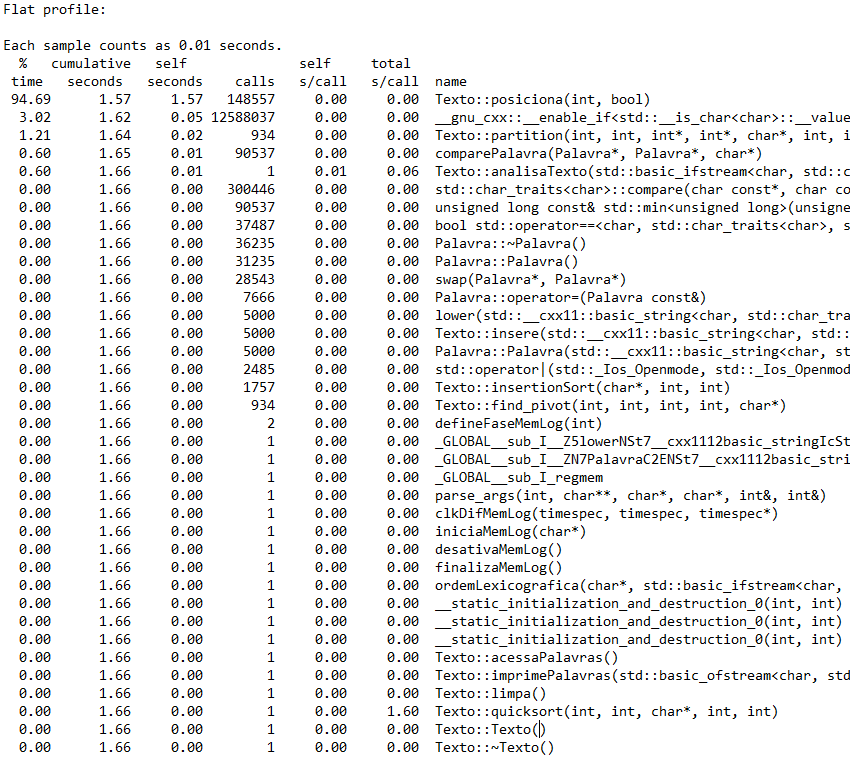 Flat profile:
Each sample counts as 0.01 seconds.
% cumulative self self total
time seconds seconds calls s/call s/call name
94.69 1.57 1.57 148557 0.00 0.00 Texto::posiciona(int, bool)
3.02 1.62 0.05 12588037 0.00 0.00 __gnu_cxx::__enable_if<std::__is_char<char>::__value
1.21 1.64 0.02 934 0.00 0.00 Texto::partition(int, int, int*, int*, char*, int, i
0.60 1.65 0.01 90537 0.00 0.00 comparePalavra(Palavra*, Palavra*, char*)
0.60 1.66 0.01 1 0.01 0.06 Texto::analisaTexto(std::basic_ifstream<char, std::c
0.00 1.66 0.00 300446 0.00 0.00 std::char_traits<char>::compare(char const*, char co
0.00 1.66 0.00 90537 0.00 0.00 unsigned long const& std::min<unsigned long>(unsigne
0.00 1.66 0.00 37487 0.00 0.00 bool std::operator==<char, std::char_traits<char>, s
0.00 1.66 0.00 36235 0.00 0.00 Palavra::~Palavra()
0.00 1.66 0.00 31235 0.00 0.00 Palavra::Palavra()
0.00 1.66 0.00 28543 0.00 0.00 swap(Palavra*, Palavra*)
0.00 1.66 0.00 7666 0.00 0.00 Palavra::operator=(Palavra const&)
0.00 1.66 0.00 5000 0.00 0.00 lower(std::__cxx11::basic_string<char, std::char_tra
0.00 1.66 0.00 5000 0.00 0.00 Texto::insere(std::__cxx11::basic_string<char, std::
0.00 1.66 0.00 5000 0.00 0.00 Palavra::Palavra(std::__cxx11::basic_string<char, st
0.00 1.66 0.00 2485 0.00 0.00 std::operator|(std::_Ios_Openmode, std::_Ios_Openmod
0.00 1.66 0.00 1757 0.00 0.00 Texto::insertionSort(char*, int, int)
0.00 1.66 0.00 934 0.00 0.00 Texto::find_pivot(int, int, int, int, char*)
0.00 1.66 0.00 2 0.00 0.00 defineFaseMemLog(int)
0.00 1.66 0.00 1 0.00 0.00 _GLOBAL__sub_I__Z5lowerNSt7__cxx1112basic_stringIcSt
0.00 1.66 0.00 1 0.00 0.00 _GLOBAL__sub_I__ZN7PalavraC2ENSt7__cxx1112basic_stri
0.00 1.66 0.00 1 0.00 0.00 _GLOBAL__sub_I_regmem
0.00 1.66 0.00 1 0.00 0.00 parse_args(int, char**, char*, char*, int&, int&)
0.00 1.66 0.00 1 0.00 0.00 clkDifMemLog(timespec, timespec, timespec*)
0.00 1.66 0.00 1 0.00 0.00 iniciaMemLog(char*)
0.00 1.66 0.00 1 0.00 0.00 desativaMemLog()
0.00 1.66 0.00 1 0.00 0.00 finalizaMemLog()
0.00 1.66 0.00 1 0.00 0.00 ordemLexicografica(char*, std::basic_ifstream<char,
0.00 1.66 0.00 1 0.00 0.00 __static_initialization_and_destruction_0(int, int)
0.00 1.66 0.00 1 0.00 0.00 __static_initialization_and_destruction_0(int, int)
0.00 1.66 0.00 1 0.00 0.00 __static_initialization_and_destruction_0(int, int)
0.00 1.66 0.00 1 0.00 0.00 Texto::acessaPalavras()
0.00 1.66 0.00 1 0.00 0.00 Texto::imprimePalavras(std::basic_ofstream<char, std
0.00 1.66 0.00 1 0.00 0.00 Texto::limpa()
0.00 1.66 0.00 1 0.00 1.60 Texto::quicksort(int, int, char*, int, int)
0.00 1.66 0.00 1 0.00 0.00 Texto::Texto()
0.00 1.66 0.00 1 0.00 0.00 Texto::~Texto()